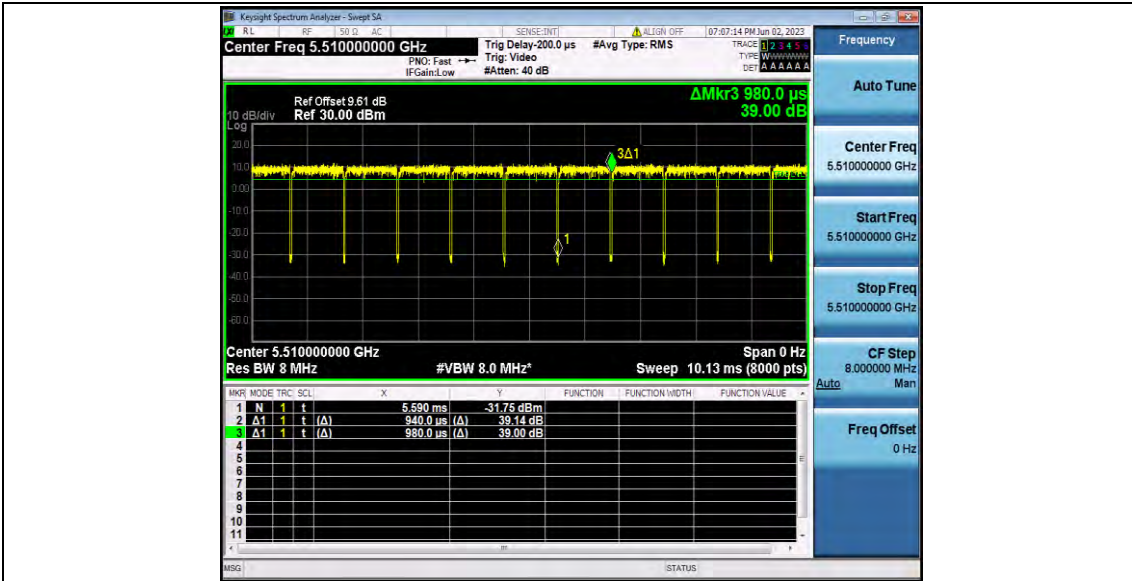 Keysight Spectrum Analyzer - Swept SA
RL RF 50 Ω AC SENSE:INT ALIGN OFF 07:07:14 PM Jun 02, 2023
Center Freq 5.510000000 GHz
PNO: Fast
IFGain:Low
Trig Delay-200.0 µs
Trig: Video
#Atten: 40 dB
#Avg Type: RMS
TRACE 1 2 3 4 5 6
TYPE WWWWWW
DET A A A A A A
ΔMkr3 980.0 µs
39.00 dB
Ref Offset 9.61 dB
10 dB/div Ref 30.00 dBm
Log
20.0
10.0
0.00
-10.0
-20.0
-30.0
-40.0
-50.0
-60.0
3Δ1
1
Center 5.510000000 GHz Span 0 Hz
Res BW 8 MHz #VBW 8.0 MHz* Sweep 10.13 ms (8000 pts)
MKR MODE TRC SCL X Y FUNCTION FUNCTION WIDTH FUNCTION VALUE
1 N 1 t 5.590 ms -31.75 dBm
2 Δ1 1 t (Δ) 940.0 µs (Δ) 39.14 dB
3 Δ1 1 t (Δ) 980.0 µs (Δ) 39.00 dB
4
5
6
7
8
9
10
11
MSG STATUS
Frequency
Auto Tune
Center Freq
5.510000000 GHz
Start Freq
5.510000000 GHz
Stop Freq
5.510000000 GHz
CF Step
8.000000 MHz
Auto Man
Freq Offset
0 Hz